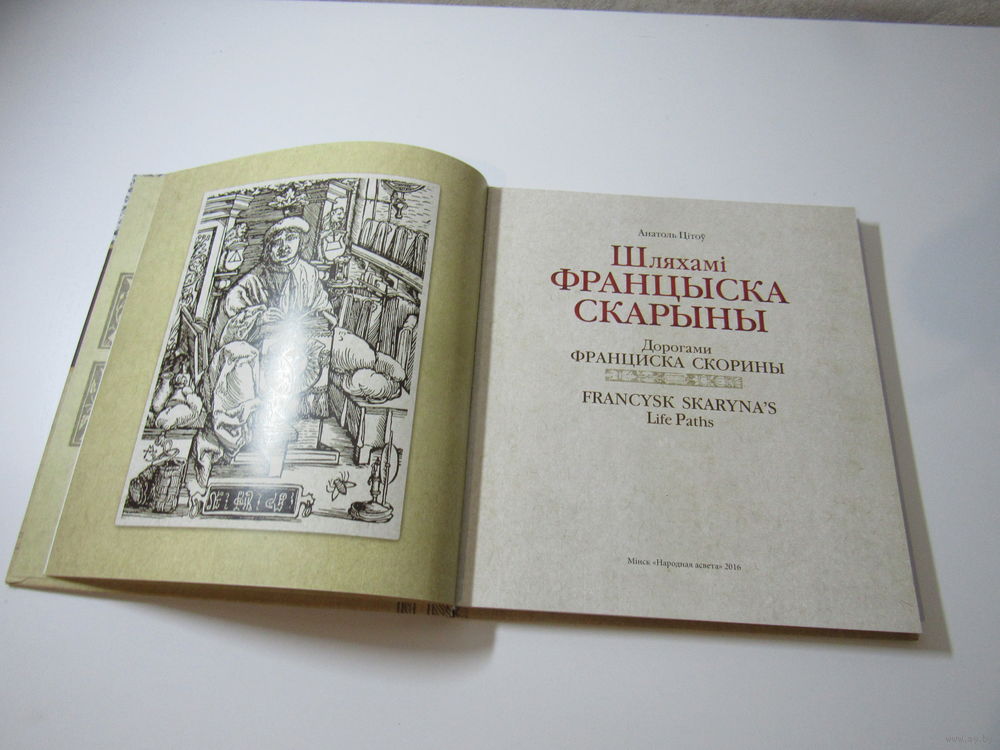 Анатоль Цітоў
Шляхамі
ФРАНЦЫСКА
СКАРЫНЫ
Дорогами
ФРАНЦИСКА СКОРИНЫ
FRANCYSK SKARYNA'S
Life Paths
Мінск «Народная асвета» 2016